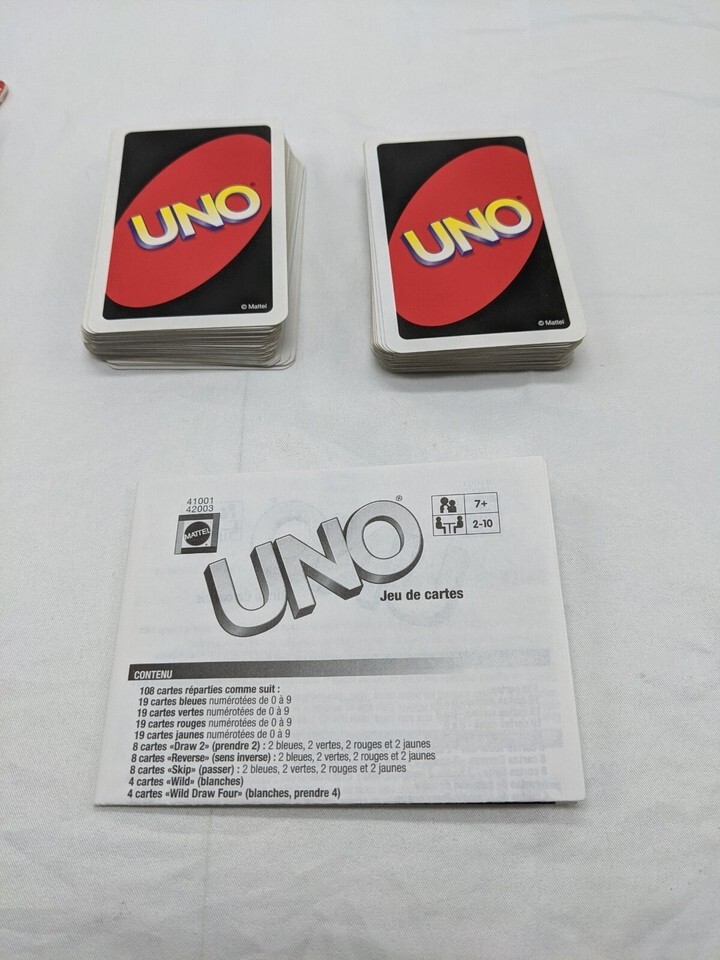 UNO®
© Mattel
UNO®
© Mattel
41001
42003
MATTEL
UNO®
7+
2-10
Jeu de cartes
CONTENU
108 cartes réparties comme suit :
19 cartes bleues numérotées de 0 à 9
19 cartes vertes numérotées de 0 à 9
19 cartes rouges numérotées de 0 à 9
19 cartes jaunes numérotées de 0 à 9
8 cartes «Draw 2» (prendre 2) : 2 bleues, 2 vertes, 2 rouges et 2 jaunes
8 cartes «Reverse» (sens inverse) : 2 bleues, 2 vertes, 2 rouges et 2 jaunes
8 cartes «Skip» (passer) : 2 bleues, 2 vertes, 2 rouges et 2 jaunes
4 cartes «Wild» (blanches)
4 cartes «Wild Draw Four» (blanches, prendre 4)